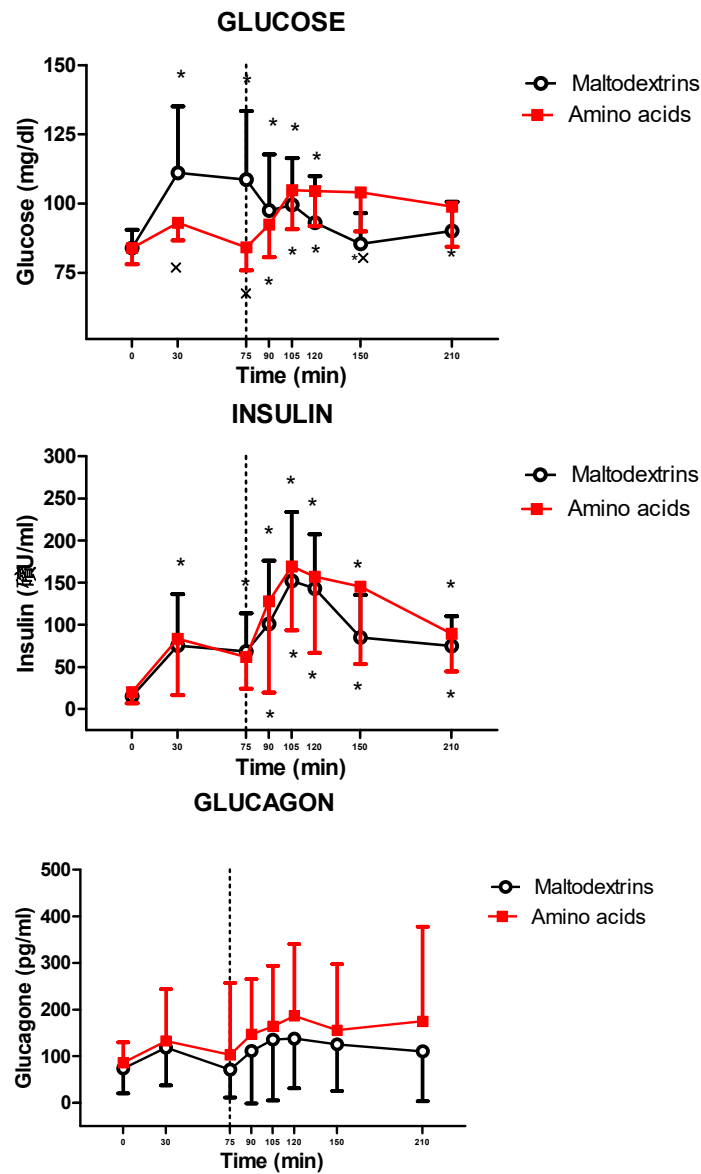 GLUCOSE
150
125
100
75
Glucose (mg/dl)
Maltodextrins
Amino acids
* * * * *
* * * *
× × ×
*
0 30 75 90 105 120 150 210
Time (min)
INSULIN
300
250
200
150
100
50
0
Insulin (礦U/ml)
Maltodextrins
Amino acids
* * * * * * *
* * * * *
0 30 75 90 105 120 150 210
Time (min)
GLUCAGON
500
400
300
200
100
0
Glucagone (pg/ml)
Maltodextrins
Amino acids
0 30 75 90 105 120 150 210
Time (min)